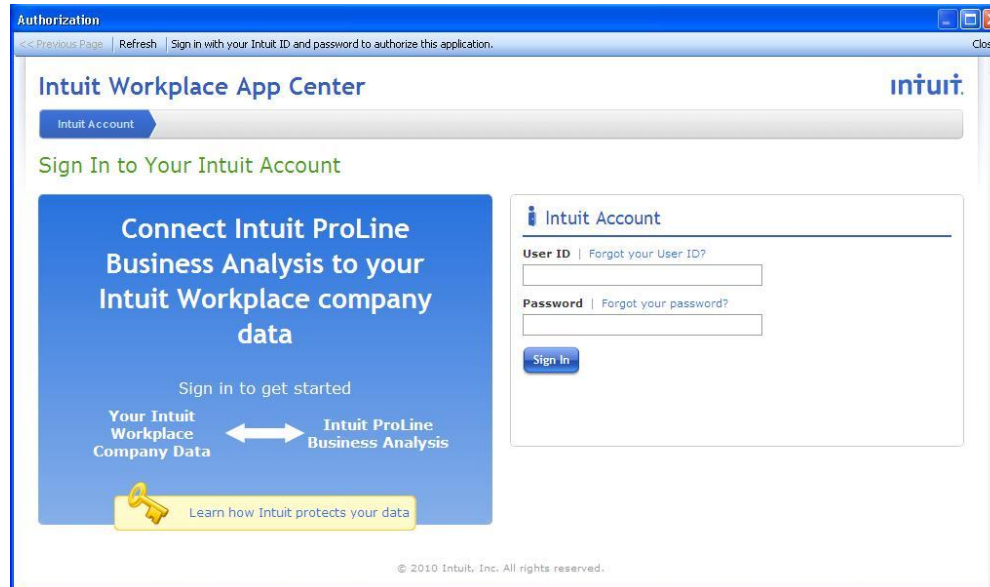 Authorization
<< Previous Page | Refresh | Sign in with your Intuit ID and password to authorize this application.
Intuit Workplace App Center
intuit.
Intuit Account
Sign In to Your Intuit Account
Connect Intuit ProLine
Business Analysis to your
Intuit Workplace company
data
Sign in to get started
Your Intuit
Workplace
Company Data
Intuit ProLine
Business Analysis
Learn how Intuit protects your data
Intuit Account
User ID | Forgot your User ID?
Password | Forgot your password?
Sign In
© 2010 Intuit, Inc. All rights reserved.